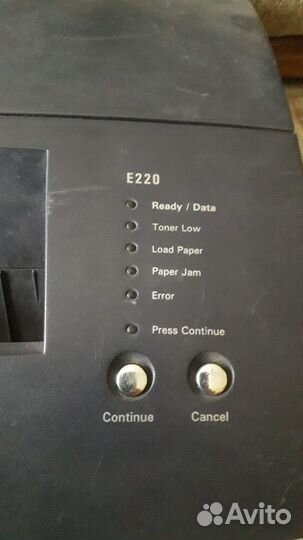 E220
Ready / Data
Toner Low
Load Paper
Paper Jam
Error
Press Continue
Continue Cancel
Avito